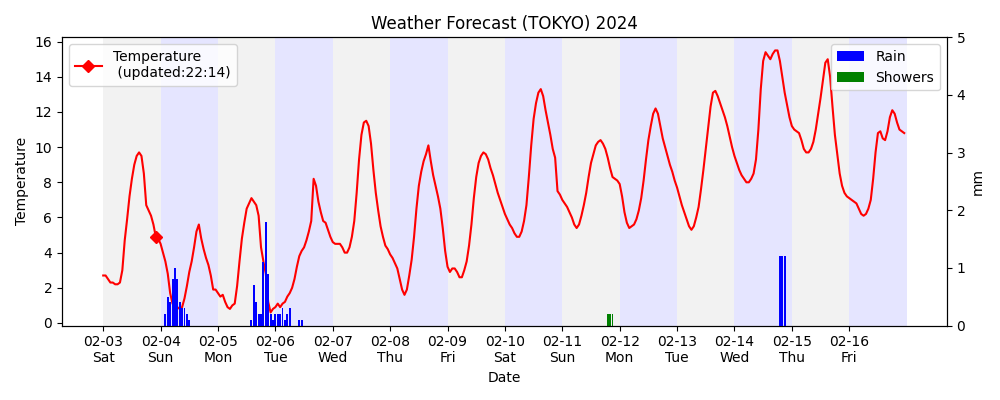 Weather Forecast (TOKYO) 2024
Temperature
(updated:22:14)
Rain
Showers
Temperature
16
14
12
10
8
6
4
2
0
5
4
3
2
1
0
mm
02-03 02-04 02-05 02-06 02-07 02-08 02-09 02-10 02-11 02-12 02-13 02-14 02-15 02-16
Sat Sun Mon Tue Wed Thu Fri Sat Sun Mon Tue Wed Thu Fri
Date